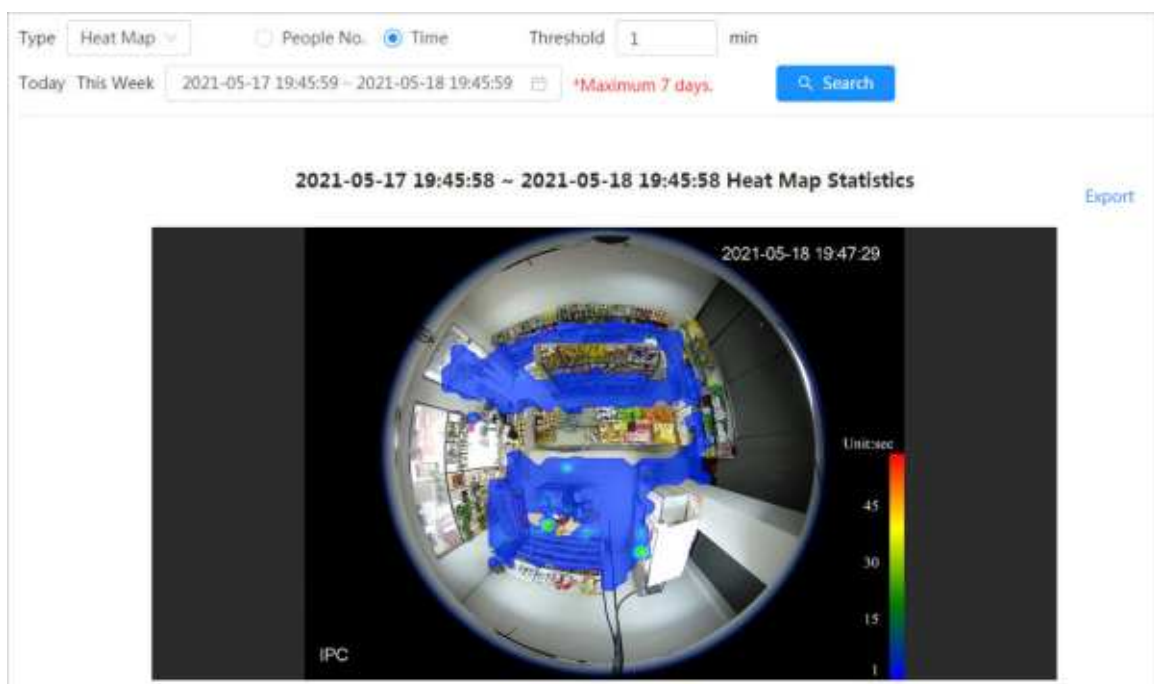 Type Heat Map People No. Time Threshold 1 min
Today This Week 2021-05-17 19:45:59 ~ 2021-05-18 19:45:59 *Maximum 7 days. Search
2021-05-17 19:45:58 ~ 2021-05-18 19:45:58 Heat Map Statistics
Export
2021-05-18 19:47:29
Unit:sec
45
30
15
1
IPC